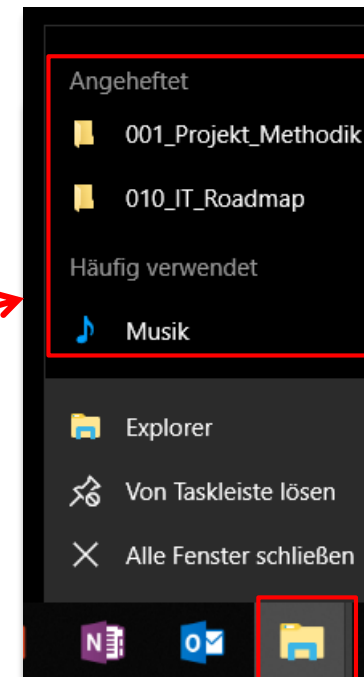 Angeheftet
001_Projekt_Methodik
010_IT_Roadmap
Häufig verwendet
Musik
Explorer
Von Taskleiste lösen
Alle Fenster schließen
N
O